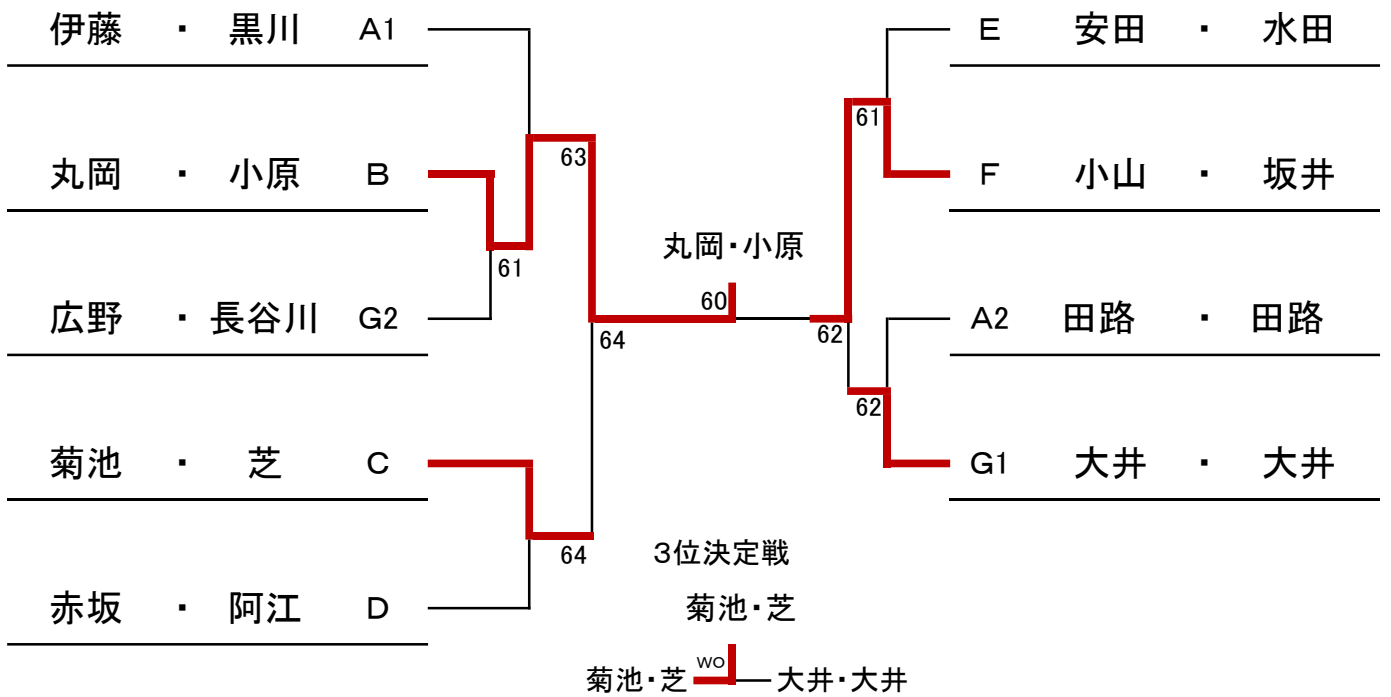 伊藤 ・ 黒川 A1
E 安田 ・ 水田
63
61
丸岡 ・ 小原 B
F 小山 ・ 坂井
丸岡・小原
61
60
広野 ・ 長谷川 G2
64
62
A2 田路 ・ 田路
62
菊池 ・ 芝 C
G1 大井 ・ 大井
64
3位決定戦
赤坂 ・ 阿江 D
菊池・芝
菊池・芝 wo 大井・大井